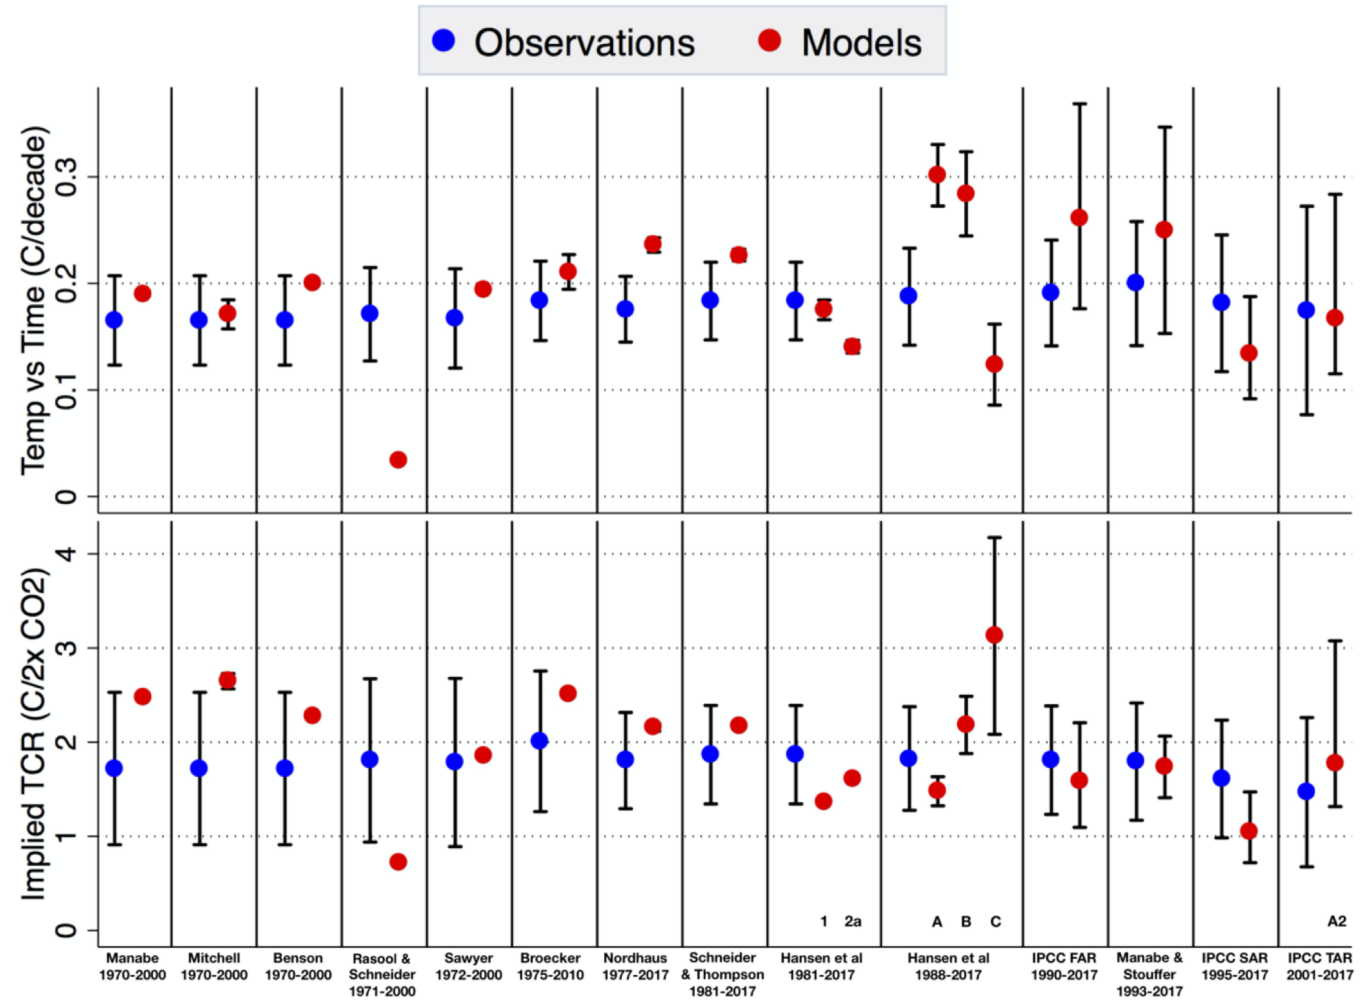 Observations Models
Temp vs Time (C/decade)
0.3
0.2
0.1
0
Implied TCR (C/2x CO2)
4
3
2
1
0
1 2a A B C A2
Manabe
1970-2000
Mitchell
1970-2000
Benson
1970-2000
Rasool &
Schneider
1971-2000
Sawyer
1972-2000
Broecker
1975-2010
Nordhaus
1977-2017
Schneider
& Thompson
1981-2017
Hansen et al
1981-2017
Hansen et al
1988-2017
IPCC FAR
1990-2017
Manabe &
Stouffer
1993-2017
IPCC SAR
1995-2017
IPCC TAR
2001-2017